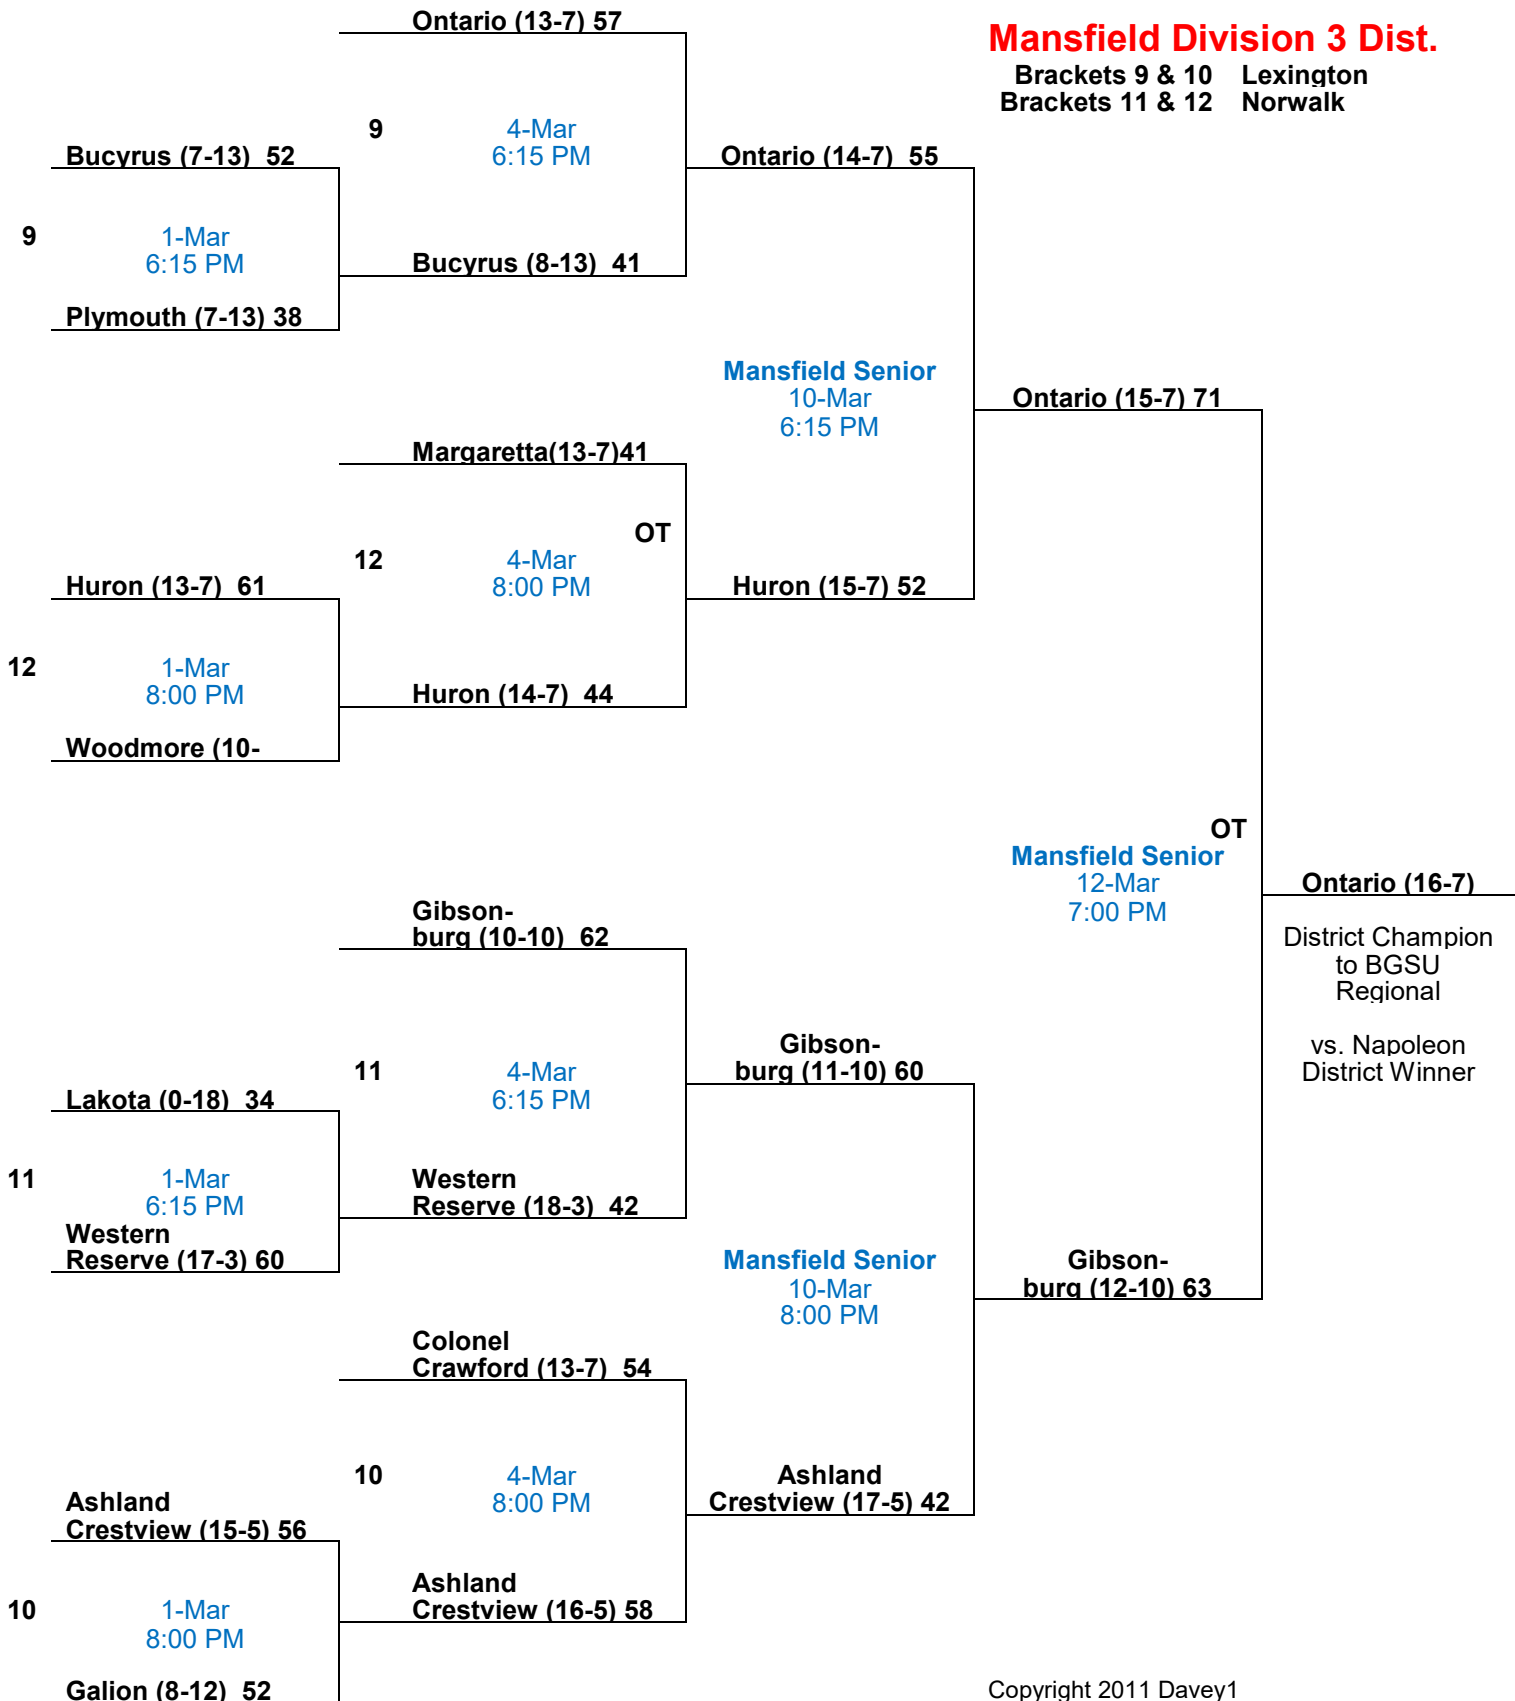 Ontario (13-7) 57
Mansfield Division 3 Dist.
Brackets 9 & 10 Lexington
Brackets 11 & 12 Norwalk
9 4-Mar
6:15 PM
Bucyrus (7-13) 52
Ontario (14-7) 55
9 1-Mar
6:15 PM
Bucyrus (8-13) 41
Plymouth (7-13) 38
Mansfield Senior
10-Mar
6:15 PM
Ontario (15-7) 71
Margaretta(13-7)41
OT
12 4-Mar
8:00 PM
Huron (13-7) 61
Huron (15-7) 52
12 1-Mar
8:00 PM
Huron (14-7) 44
Woodmore (10-
OT
Mansfield Senior
12-Mar
7:00 PM
Ontario (16-7)
District Champion
to BGSU
Regional
vs. Napoleon
District Winner
Gibson-
burg (10-10) 62
11 4-Mar
6:15 PM
Gibson-
burg (11-10) 60
Lakota (0-18) 34
11 1-Mar
6:15 PM
Western
Reserve (18-3) 42
Western
Reserve (17-3) 60
Mansfield Senior
10-Mar
8:00 PM
Gibson-
burg (12-10) 63
Colonel
Crawford (13-7) 54
10 4-Mar
8:00 PM
Ashland
Crestview (17-5) 42
Ashland
Crestview (15-5) 56
10 1-Mar
8:00 PM
Ashland
Crestview (16-5) 58
Galion (8-12) 52
Copyright 2011 Davey1